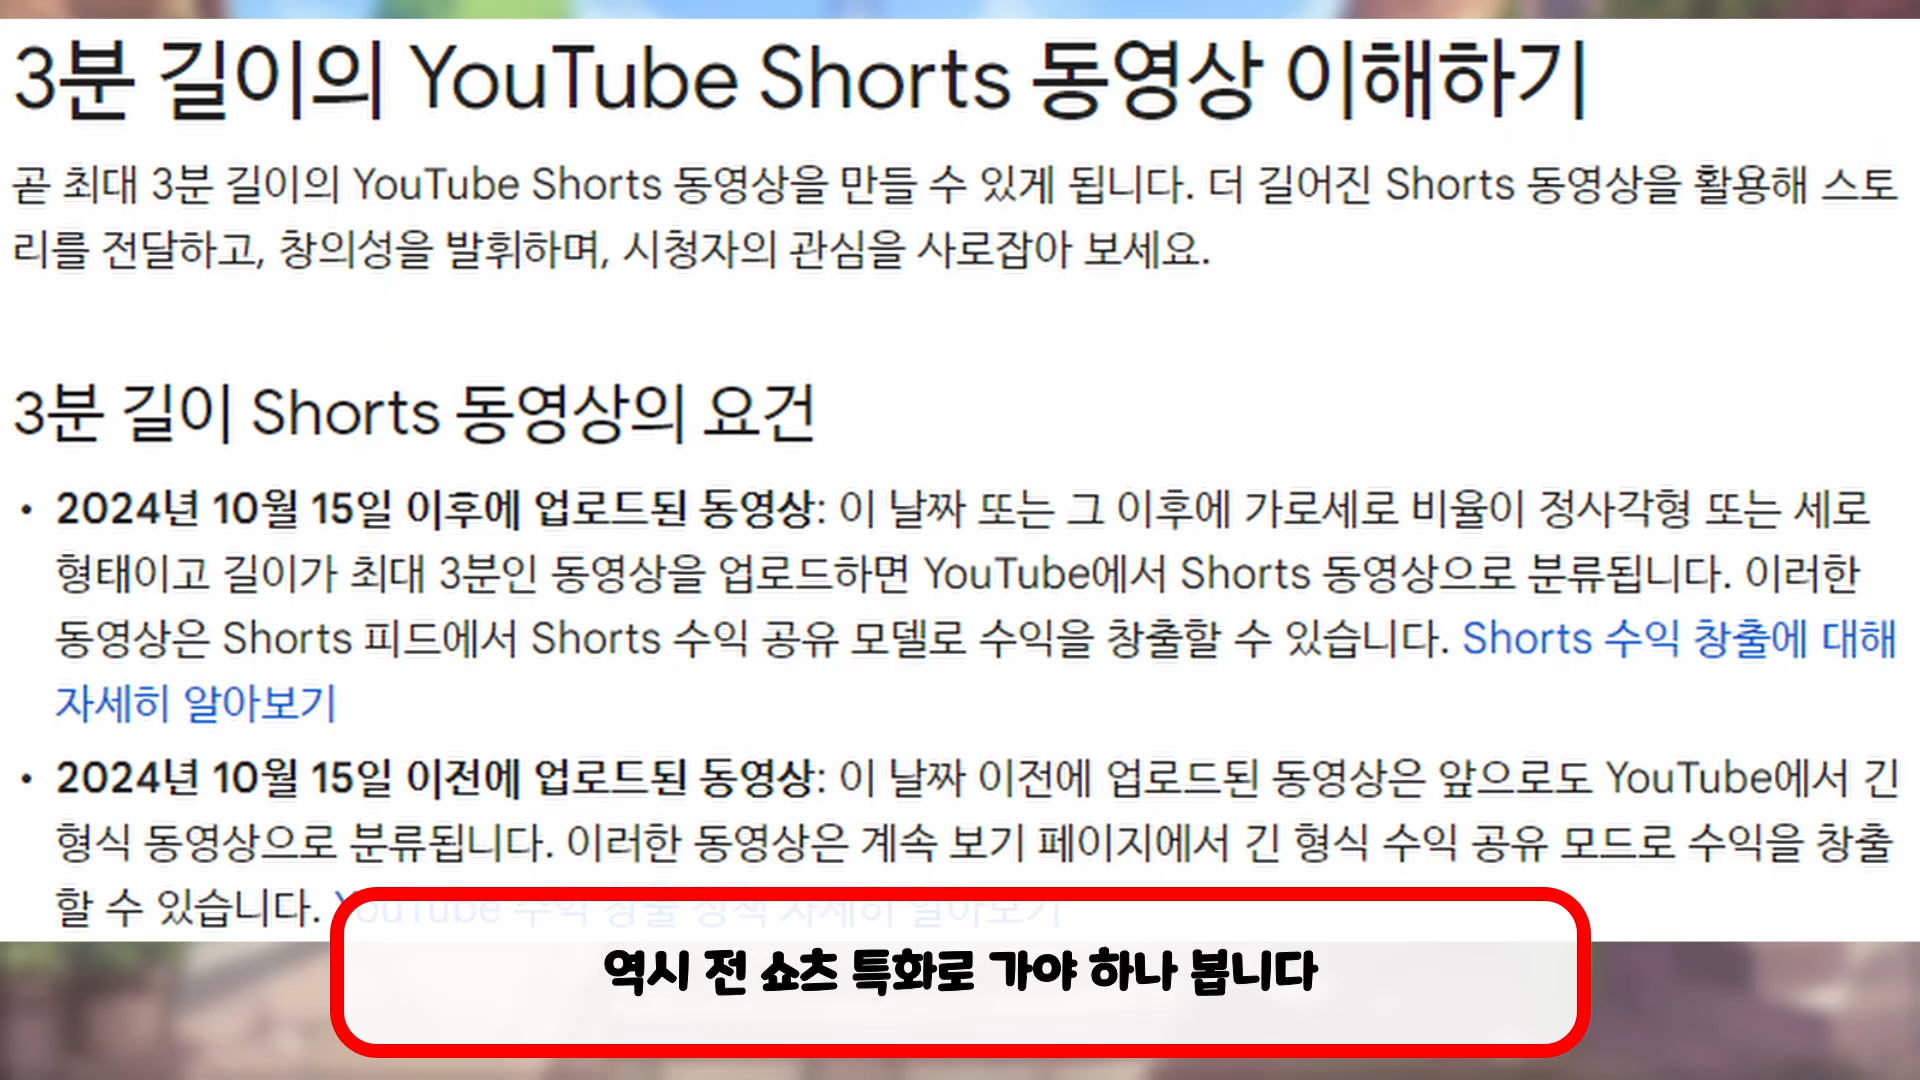 3분 길이의 YouTube Shorts 동영상 이해하기
곧 최대 3분 길이의 YouTube Shorts 동영상을 만들 수 있게 됩니다. 더 길어진 Shorts 동영상을 활용해 스토
리를 전달하고, 창의성을 발휘하며, 시청자의 관심을 사로잡아 보세요.
3분 길이 Shorts 동영상의 요건
• 2024년 10월 15일 이후에 업로드된 동영상: 이 날짜 또는 그 이후에 가로세로 비율이 정사각형 또는 세로
형태이고 길이가 최대 3분인 동영상을 업로드하면 YouTube에서 Shorts 동영상으로 분류됩니다. 이러한
동영상은 Shorts 피드에서 Shorts 수익 공유 모델로 수익을 창출할 수 있습니다. Shorts 수익 창출에 대해
자세히 알아보기
• 2024년 10월 15일 이전에 업로드된 동영상: 이 날짜 이전에 업로드된 동영상은 앞으로도 YouTube에서 긴
형식 동영상으로 분류됩니다. 이러한 동영상은 계속 보기 페이지에서 긴 형식 수익 공유 모드로 수익을 창출
할 수 있습니다. YouTube 수익 창출 정책 자세히 알아보기
역시 전 쇼츠 특화로 가야 하나 봅니다